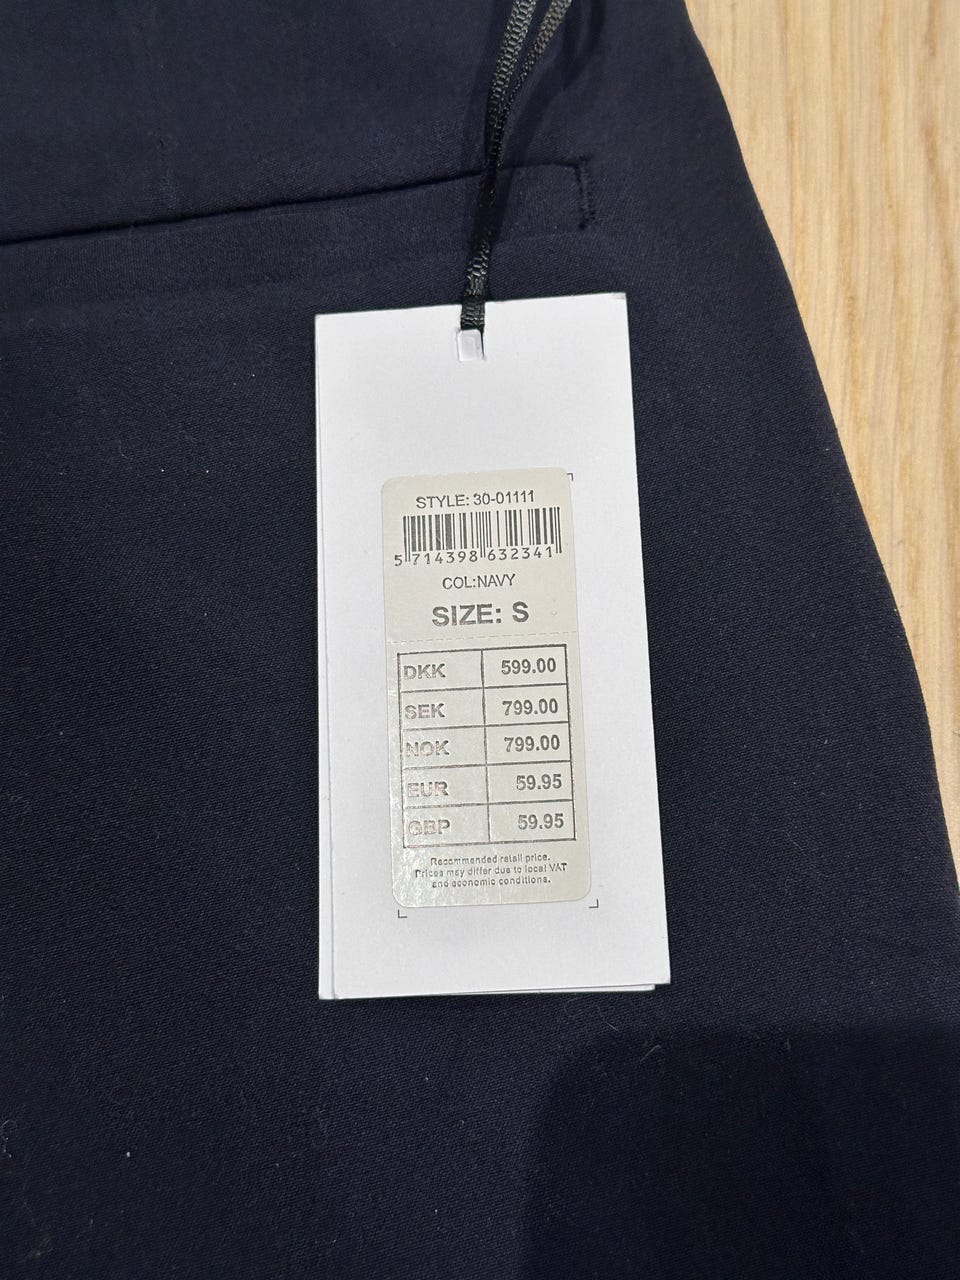 STYLE: 30-01111
5 714398 632341
COL:NAVY
SIZE: S
DKK 599.00
SEK 799.00
NOK 799.00
EUR 59.95
GBP 59.95
Recommended retail price.
Prices may differ due to local VAT
and economic conditions.